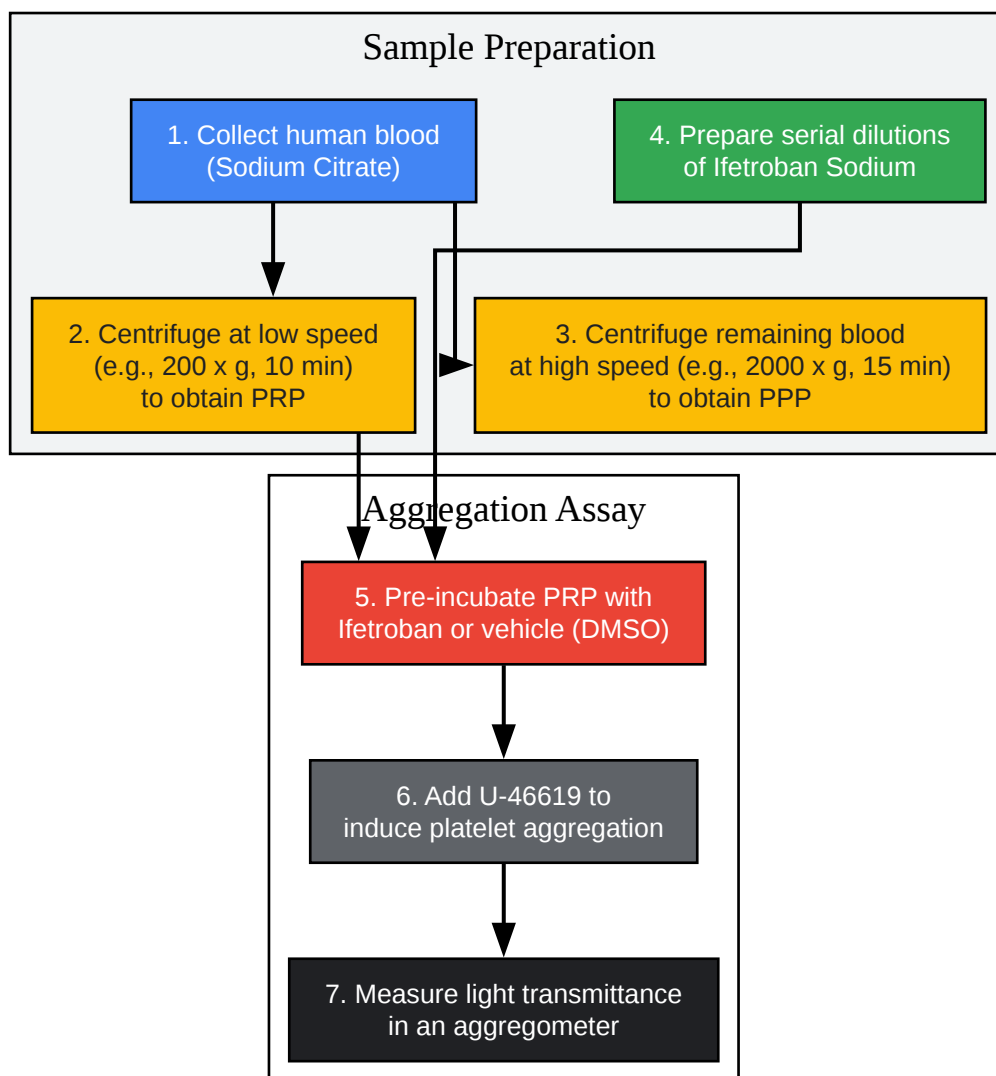 Sample Preparation
1. Collect human blood
(Sodium Citrate)
4. Prepare serial dilutions
of Ifetroban Sodium
2. Centrifuge at low speed
(e.g., 200 x g, 10 min)
to obtain PRP
3. Centrifuge remaining blood
at high speed (e.g., 2000 x g, 15 min)
to obtain PPP
Aggregation Assay
5. Pre-incubate PRP with
Ifetroban or vehicle (DMSO)
6. Add U-46619 to
induce platelet aggregation
7. Measure light transmittance
in an aggregometer